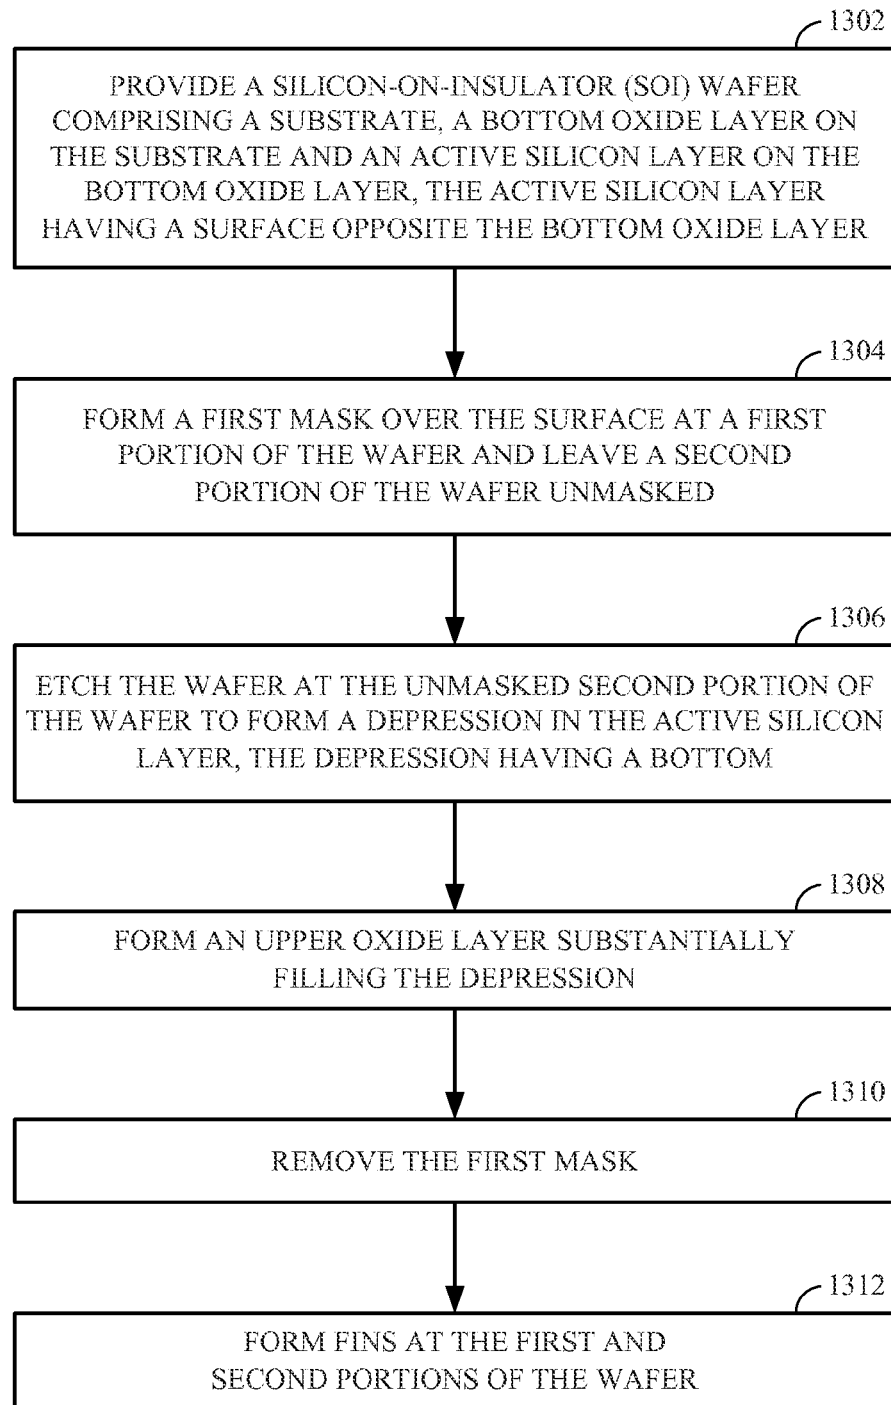 1302
PROVIDE A SILICON-ON-INSULATOR (SOI) WAFER
COMPRISING A SUBSTRATE, A BOTTOM OXIDE LAYER ON
THE SUBSTRATE AND AN ACTIVE SILICON LAYER ON THE
BOTTOM OXIDE LAYER, THE ACTIVE SILICON LAYER
HAVING A SURFACE OPPOSITE THE BOTTOM OXIDE LAYER
1304
FORM A FIRST MASK OVER THE SURFACE AT A FIRST
PORTION OF THE WAFER AND LEAVE A SECOND
PORTION OF THE WAFER UNMASKED
1306
ETCH THE WAFER AT THE UNMASKED SECOND PORTION OF
THE WAFER TO FORM A DEPRESSION IN THE ACTIVE SILICON
LAYER, THE DEPRESSION HAVING A BOTTOM
1308
FORM AN UPPER OXIDE LAYER SUBSTANTIALLY
FILLING THE DEPRESSION
1310
REMOVE THE FIRST MASK
1312
FORM FINS AT THE FIRST AND
SECOND PORTIONS OF THE WAFER